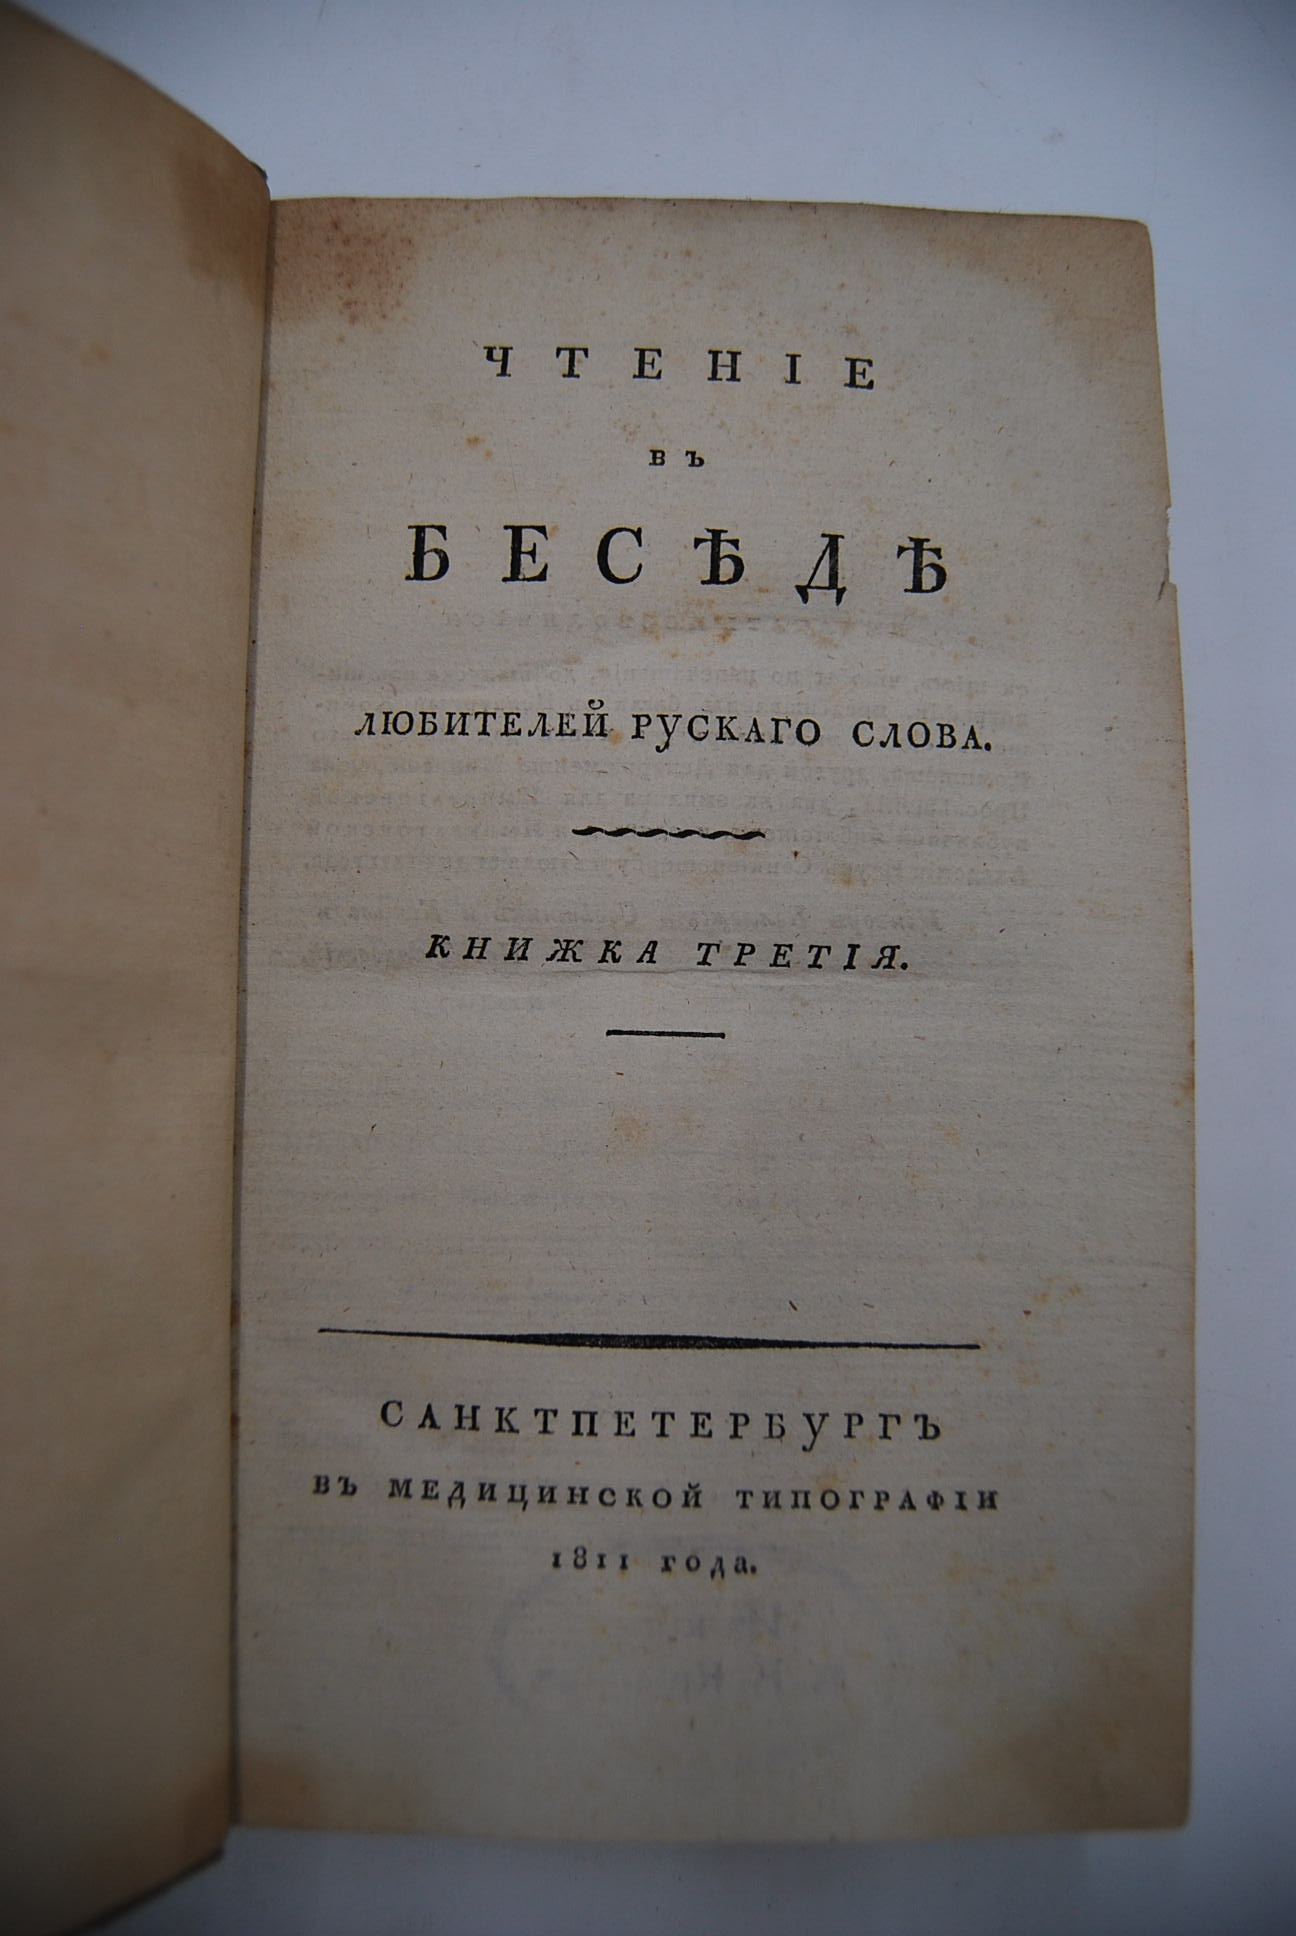 ЧТЕНІЕ
въ
БЕСѢДѢ
ЛЮБИТЕЛЕЙ РУСКАГО СЛОВА.
КНИЖКА ТРЕТІЯ.
САНКТПЕТЕРБУРГЪ
ВЪ МЕДИЦИНСКОЙ ТИПОГРАФІИ
1811 года.